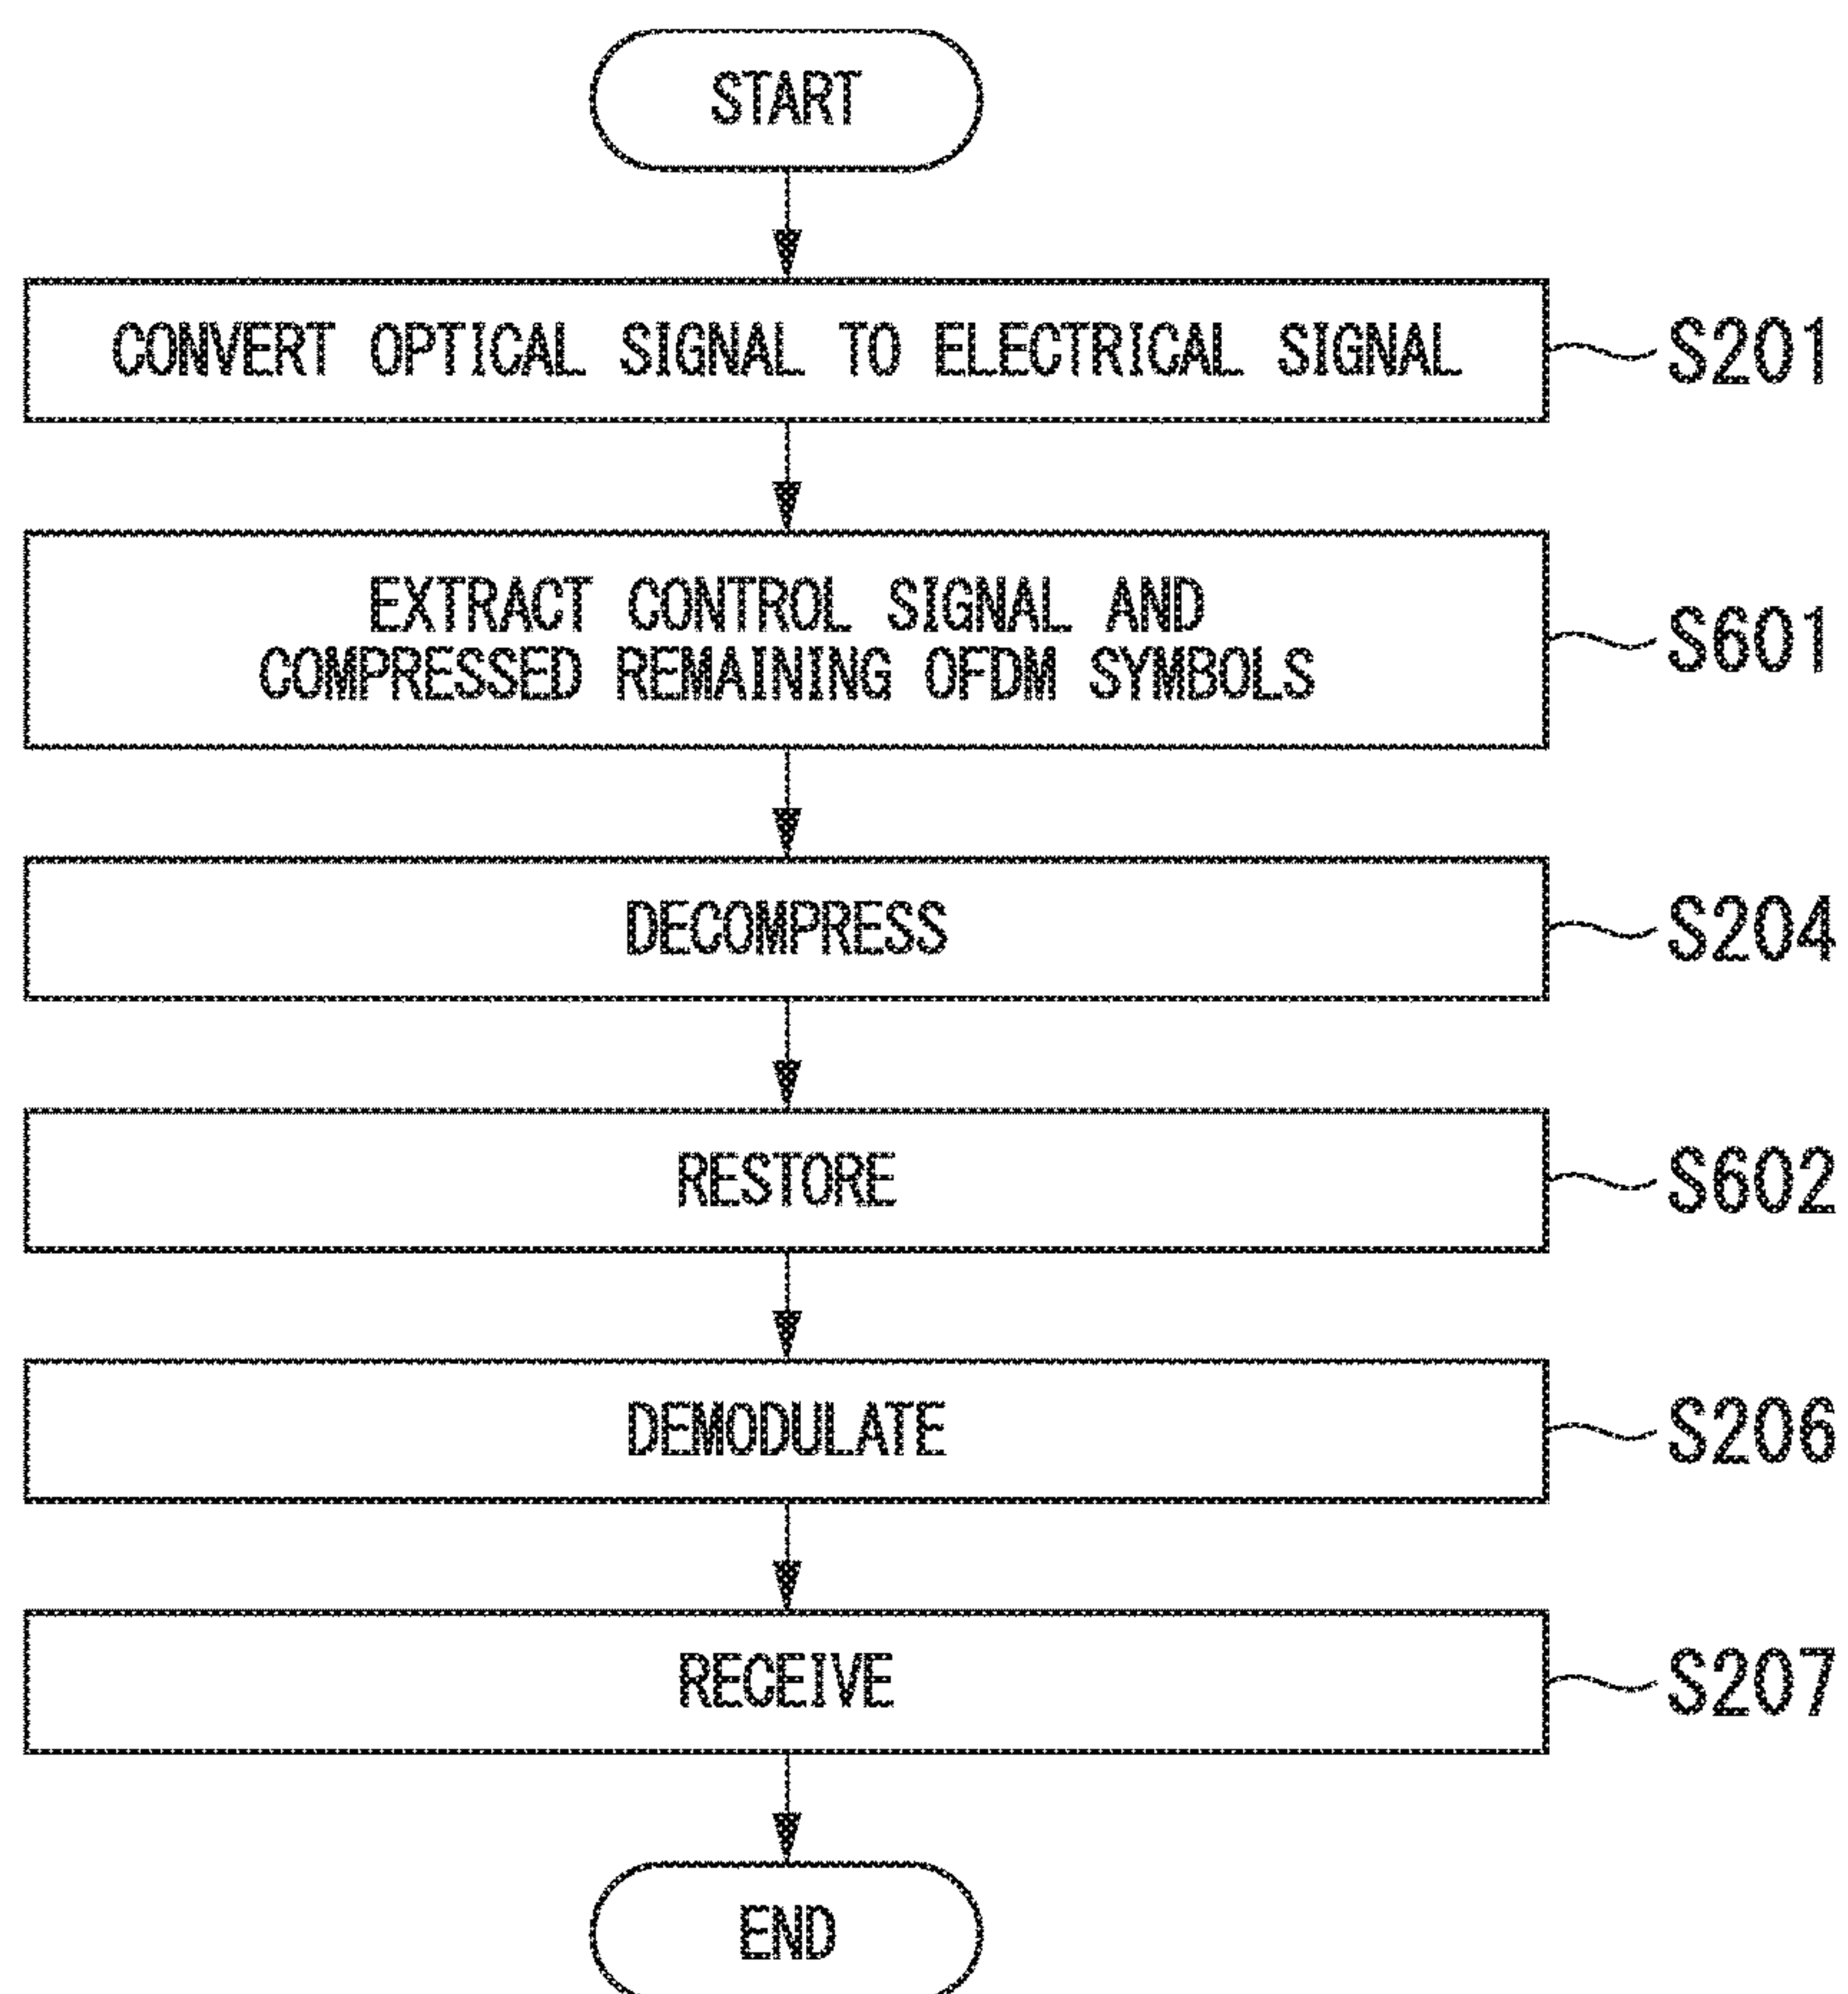 START
CONVERT OPTICAL SIGNAL TO ELECTRICAL SIGNAL
S201
EXTRACT CONTROL SIGNAL AND
COMPRESSED REMAINING OFDM SYMBOLS
S601
DECOMPRESS
S204
RESTORE
S602
DEMODULATE
S206
RECEIVE
S207
END